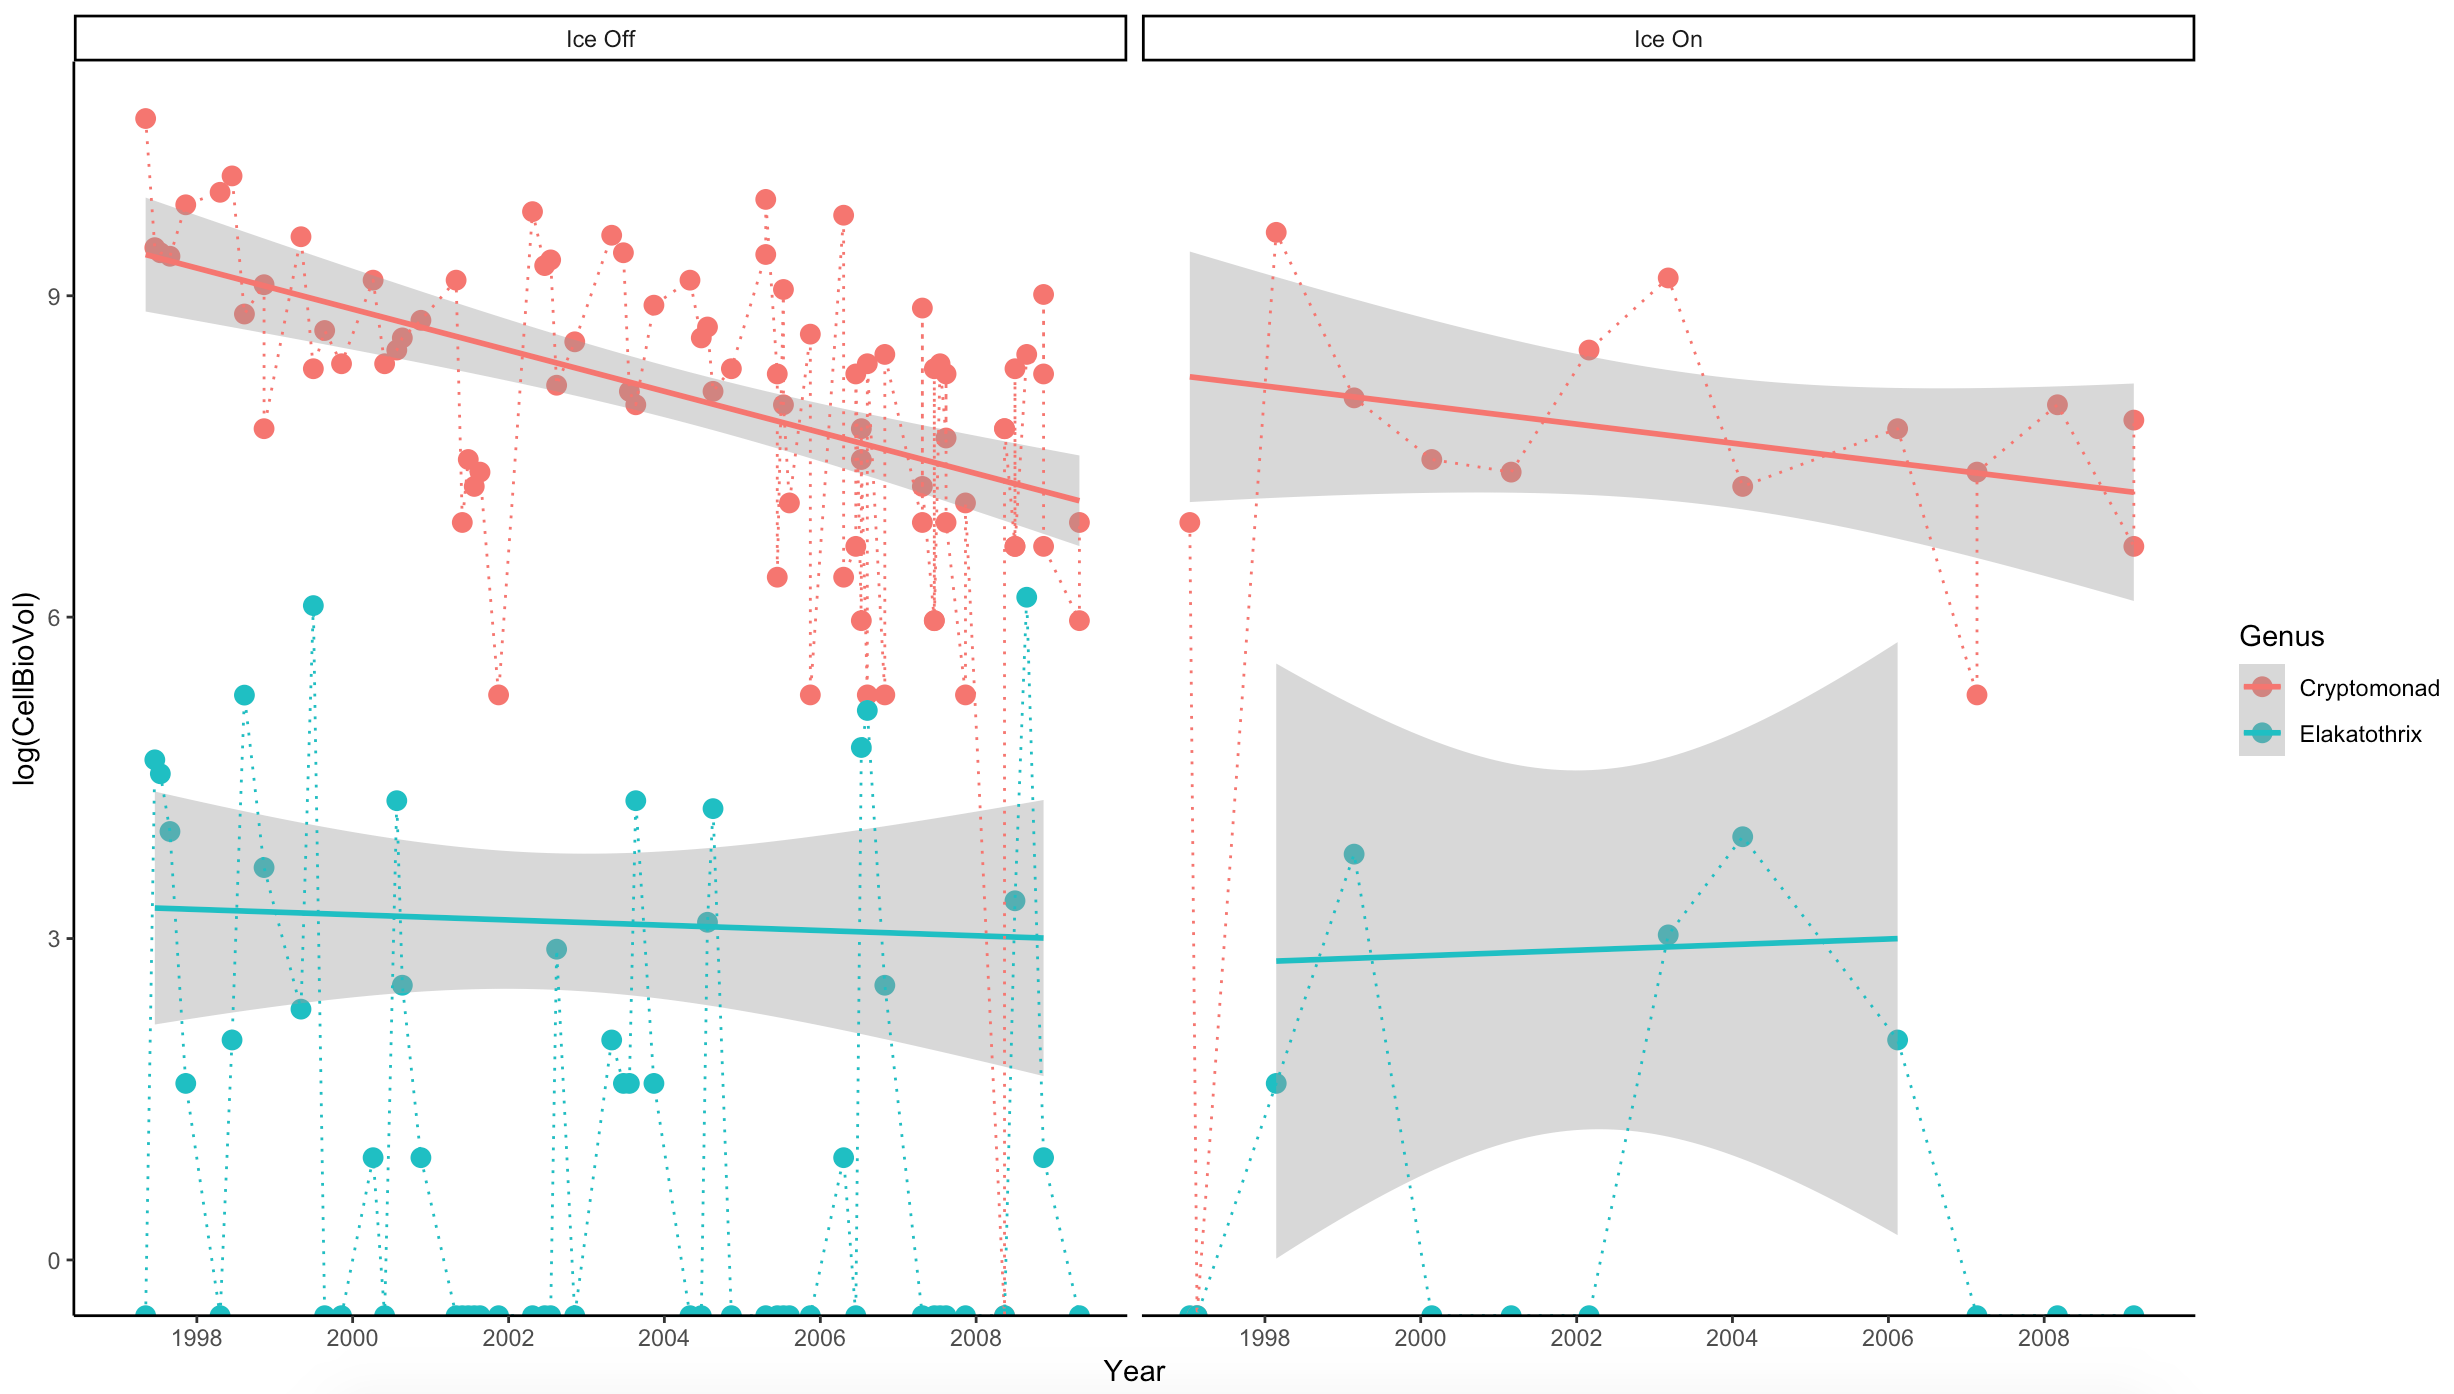 Ice Off
Ice On
log(CellBioVol)
9
6
3
0
1998 2000 2002 2004 2006 2008
1998 2000 2002 2004 2006 2008
Year
Genus
Cryptomonad
Elakatothrix